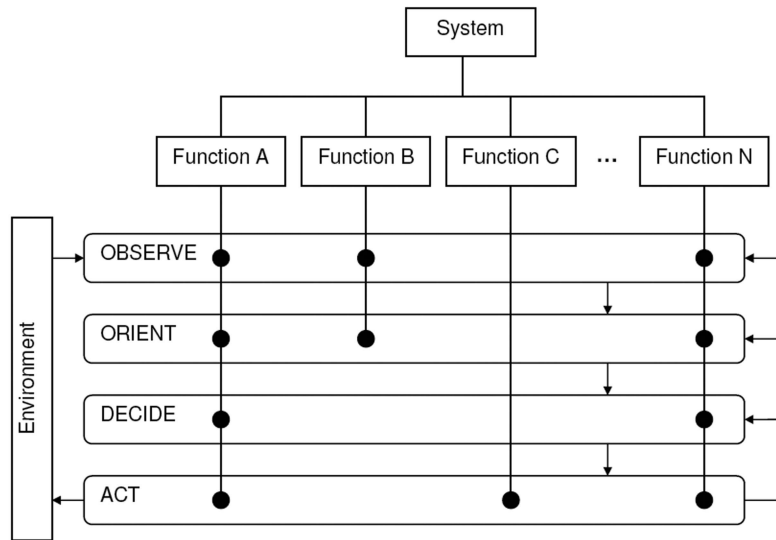 System
Function A
Function B
Function C
...
Function N
OBSERVE
ORIENT
DECIDE
ACT
Environment